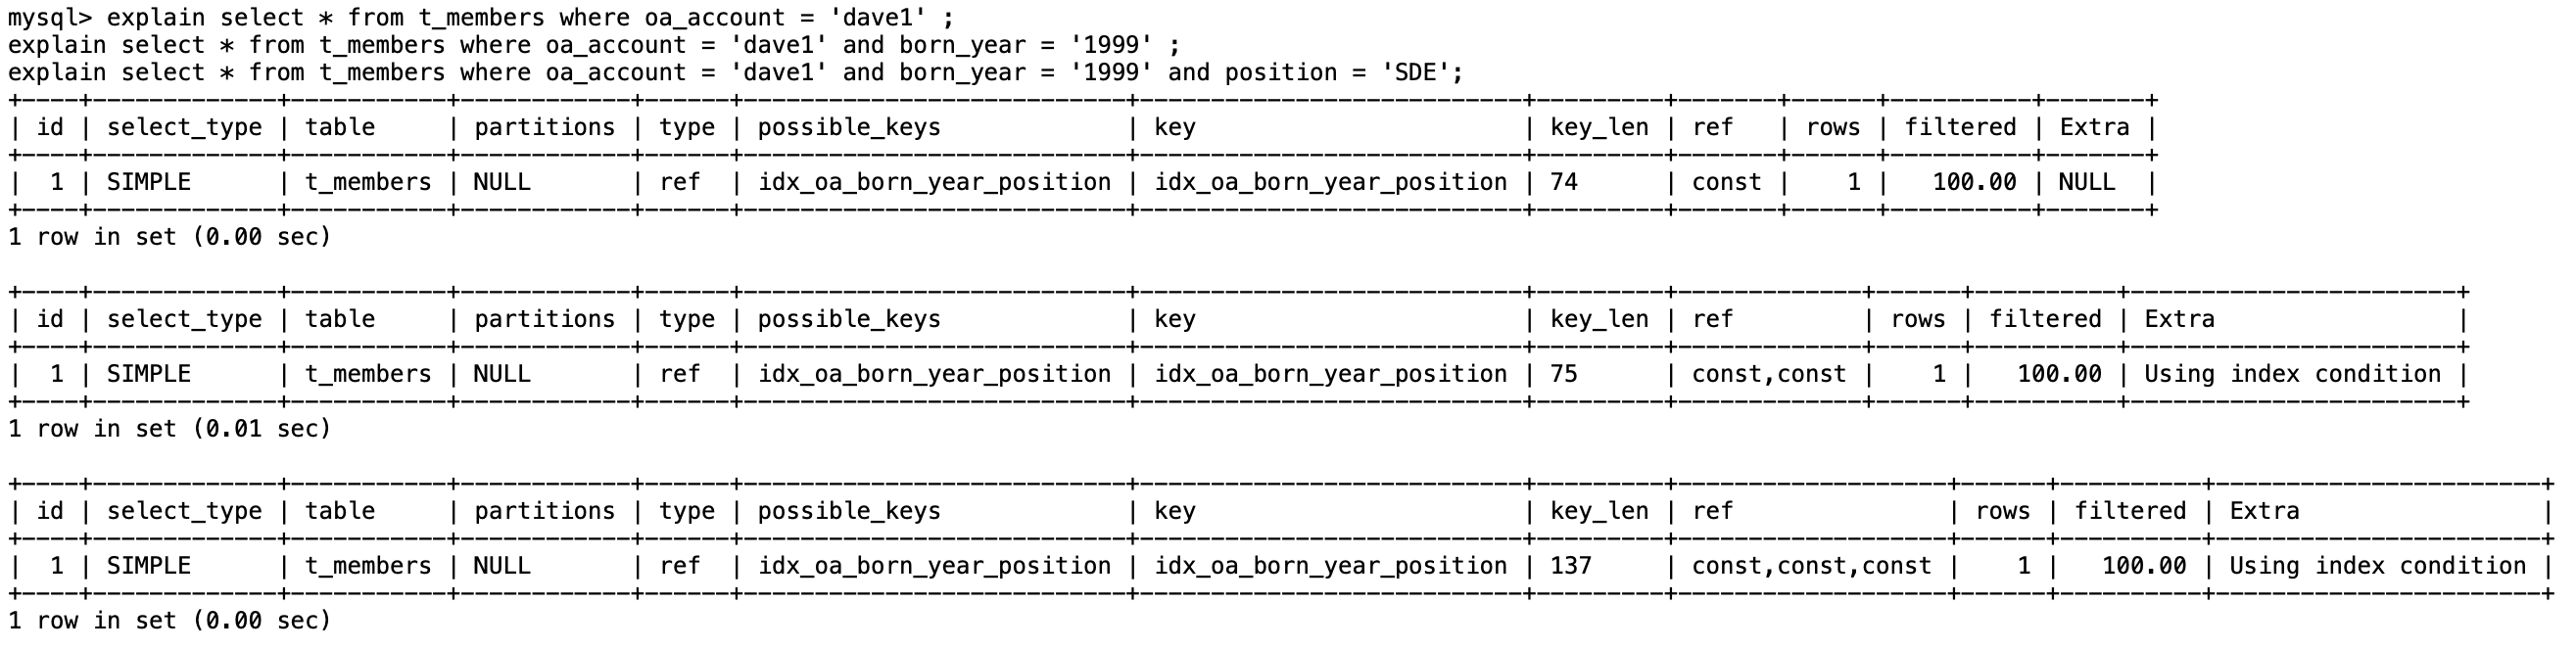 mysql> explain select * from t_members where oa_account = 'dave1' ;
explain select * from t_members where oa_account = 'dave1' and born_year = '1999' ;
explain select * from t_members where oa_account = 'dave1' and born_year = '1999' and position = 'SDE';
+----+-------------+-----------+------------+------+---------------------------+---------------------------+---------+-------+------+----------+-------+
| id | select_type | table     | partitions | type | possible_keys             | key                       | key_len | ref   | rows | filtered | Extra |
+----+-------------+-----------+------------+------+---------------------------+---------------------------+---------+-------+------+----------+-------+
|  1 | SIMPLE      | t_members | NULL       | ref  | idx_oa_born_year_position | idx_oa_born_year_position | 74      | const |    1 |   100.00 | NULL  |
+----+-------------+-----------+------------+------+---------------------------+---------------------------+---------+-------+------+----------+-------+
1 row in set (0.00 sec)
+----+-------------+-----------+------------+------+---------------------------+---------------------------+---------+-------------+------+----------+-----------------------+
| id | select_type | table     | partitions | type | possible_keys             | key                       | key_len | ref         | rows | filtered | Extra                 |
+----+-------------+-----------+------------+------+---------------------------+---------------------------+---------+-------------+------+----------+-----------------------+
|  1 | SIMPLE      | t_members | NULL       | ref  | idx_oa_born_year_position | idx_oa_born_year_position | 75      | const,const |    1 |   100.00 | Using index condition |
+----+-------------+-----------+------------+------+---------------------------+---------------------------+---------+-------------+------+----------+-----------------------+
1 row in set (0.01 sec)
+----+-------------+-----------+------------+------+---------------------------+---------------------------+---------+-------------------+------+----------+-----------------------+
| id | select_type | table     | partitions | type | possible_keys             | key                       | key_len | ref               | rows | filtered | Extra                 |
+----+-------------+-----------+------------+------+---------------------------+---------------------------+---------+-------------------+------+----------+-----------------------+
|  1 | SIMPLE      | t_members | NULL       | ref  | idx_oa_born_year_position | idx_oa_born_year_position | 137     | const,const,const |    1 |   100.00 | Using index condition |
+----+-------------+-----------+------------+------+---------------------------+---------------------------+---------+-------------------+------+----------+-----------------------+
1 row in set (0.00 sec)